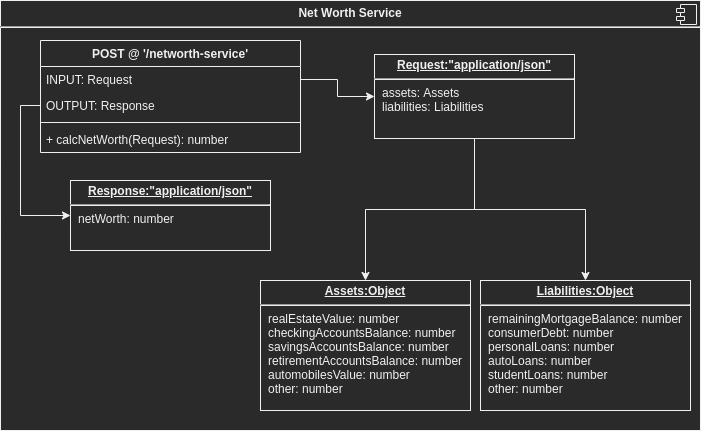 Net Worth Service
POST @ '/networth-service'
INPUT: Request
OUTPUT: Response
+ calcNetWorth(Request): number
Request:"application/json"
assets: Assets
liabilities: Liabilities
Response:"application/json"
netWorth: number
Assets:Object
realEstateValue: number
checkingAccountsBalance: number
savingsAccountsBalance: number
retirementAccountsBalance: number
automobilesValue: number
other: number
Liabilities:Object
remainingMortgageBalance: number
consumerDebt: number
personalLoans: number
autoLoans: number
studentLoans: number
other: number